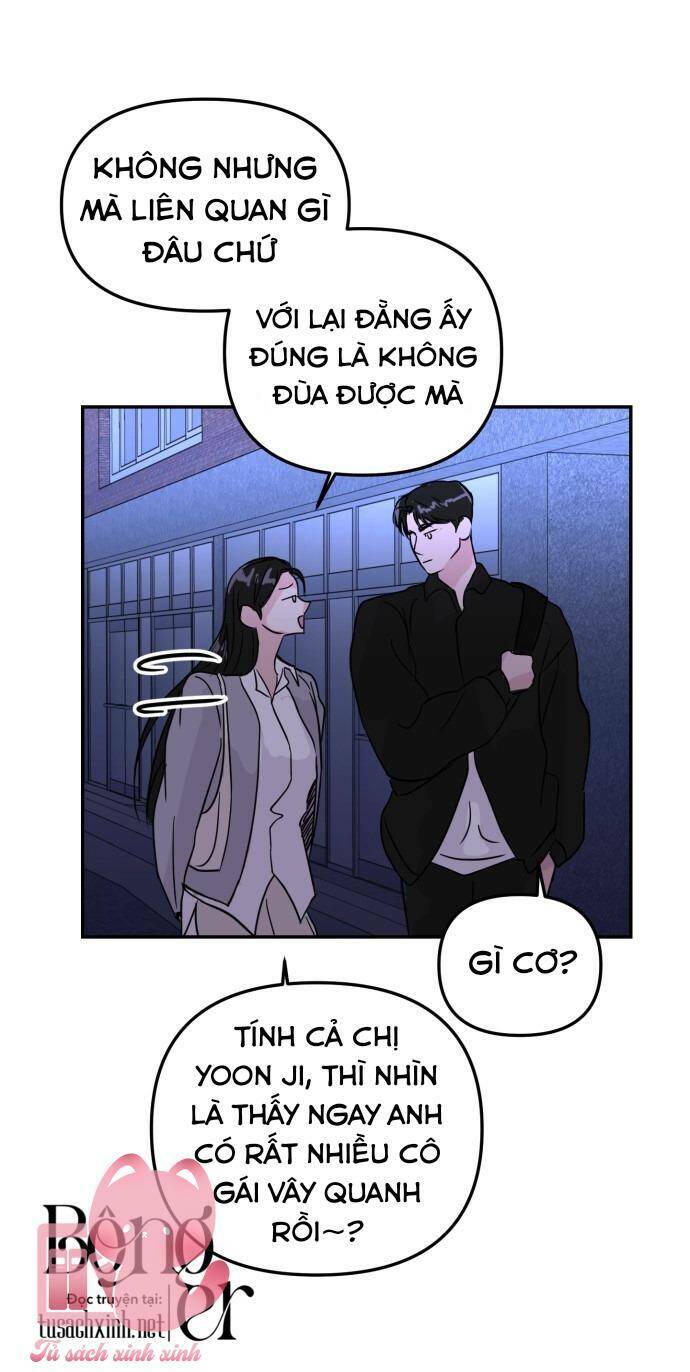 KHÔNG NHƯNG
MÀ LIÊN QUAN GÌ
ĐÂU CHỨ
VỚI LẠI ĐẰNG ẤY
ĐÚNG LÀ KHÔNG
ĐÙA ĐƯỢC MÀ
GÌ CƠ?
TÍNH CẢ CHỊ
YOON JI, THÌ NHÌN
LÀ THẤY NGAY ANH
CÓ RẤT NHIỀU CÔ
GÁI VÂY QUANH
RỒI~?
Đọc truyện tại:
tusachxinh.net
Tủ sách xinh xinh